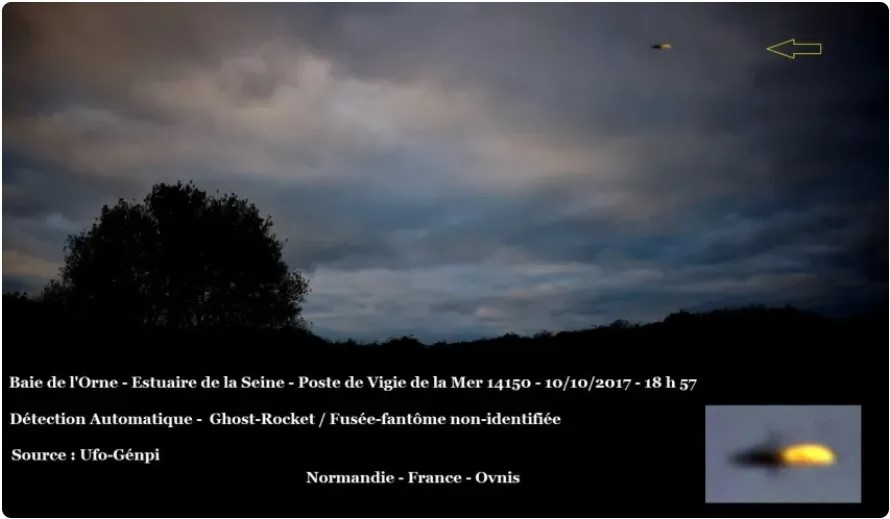 Baie de l'Orne - Estuaire de la Seine - Poste de Vigie de la Mer 14150 - 10/10/2017 - 18 h 57
Détection Automatique - Ghost-Rocket / Fusée-fantôme non-identifiée
Source : Ufo-Génpi
Normandie - France - Ovnis